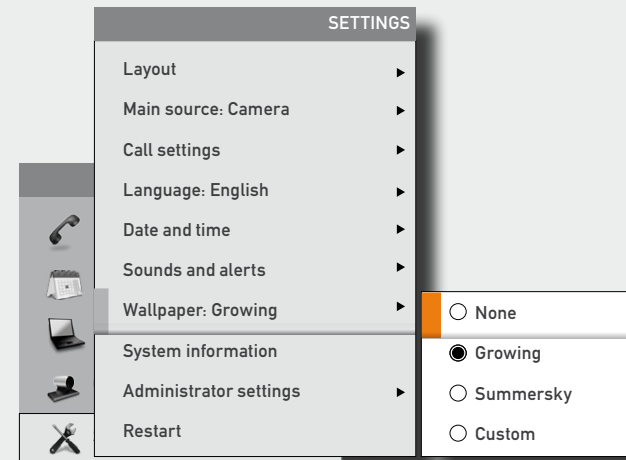 SETTINGS
Layout
Main source: Camera
Call settings
Language: English
Date and time
Sounds and alerts
Wallpaper: Growing
System information
Administrator settings
Restart
None
Growing
Summersky
Custom